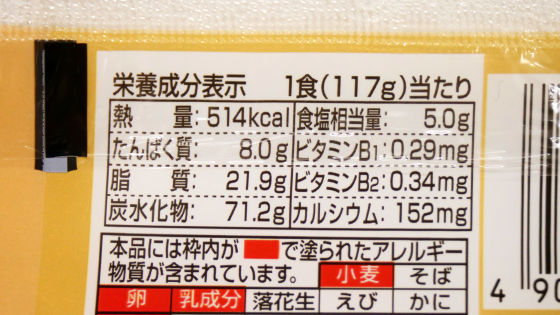 栄養成分表示 1食(117g)当たり
熱 量: 514kcal 食塩相当量: 5.0g
たんぱく質: 8.0g ビタミンB1: 0.29mg
脂 質: 21.9g ビタミンB2: 0.34mg
炭水化物: 71.2g カルシウム: 152mg
本品には枠内が で塗られたアレルギー
物質が含まれています。 小麦 そば
卵 乳成分 落花生 えび かに
4 90